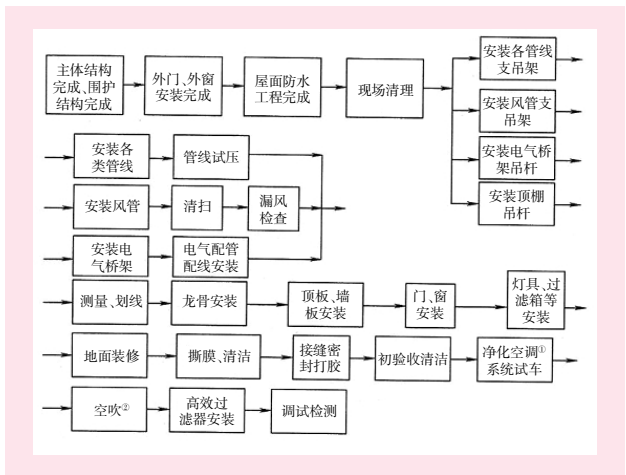 主体结构
完成、围护
结构完成
外门、外窗
安装完成
屋面防水
工程完成
现场清理
安装各管线
支吊架
安装风管支
吊架
安装电气桥
架吊杆
安装顶棚
吊杆
安装各
类管线
管线试压
安装风管
清扫
漏风
检查
安装电
气桥架
电气配管
配线安装
测量、划线
龙骨安装
顶板、墙
板安装
门、窗
安装
灯具、过
滤箱等
安装
地面装修
撕膜、清洁
接缝密
封打胶
初验收清洁
净化空调①
系统试车
空吹②
高效过
滤器安装
调试检测